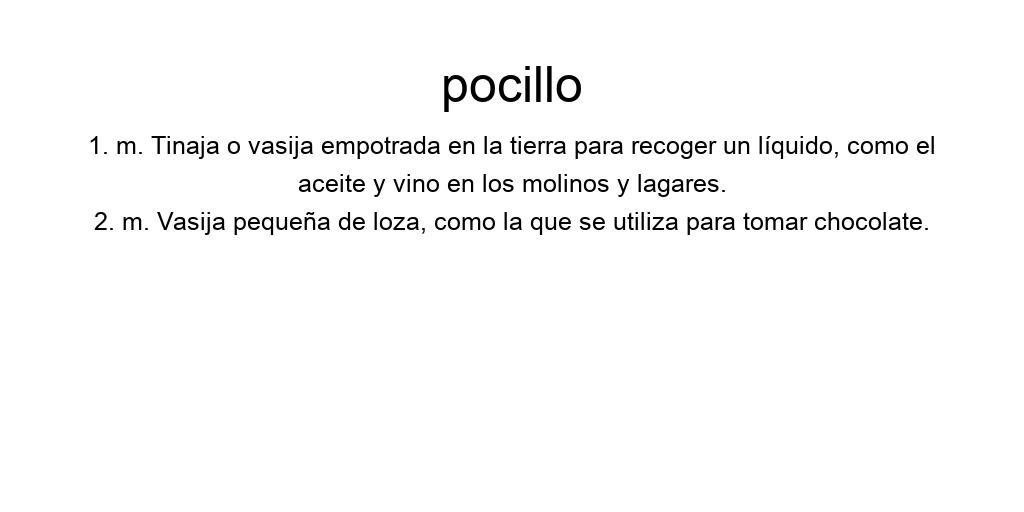 pocillo
1. m. Tinaja o vasija empotrada en la tierra para recoger un líquido, como el
aceite y vino en los molinos y lagares.
2. m. Vasija pequeña de loza, como la que se utiliza para tomar chocolate.